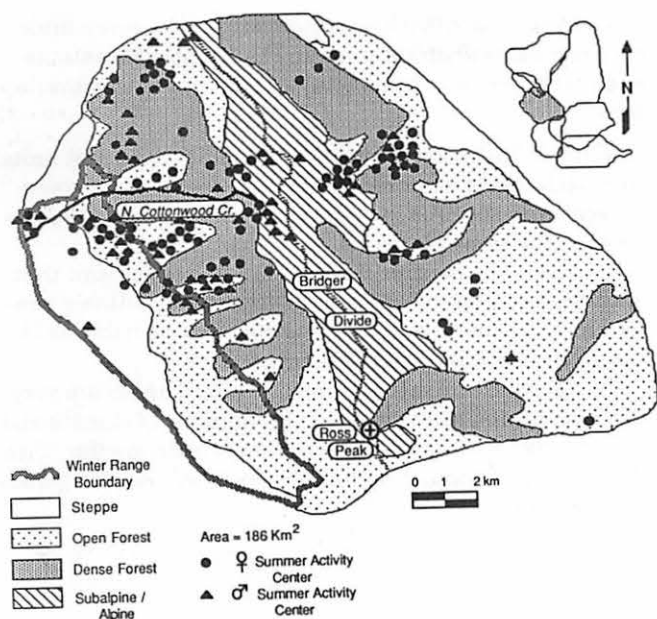 N
N. Cottonwood Cr.
Bridger
Divide
Ross
Peak
0 1 2 km
Winter Range
Boundary
Steppe
Open Forest
Dense Forest
Subalpine /
Alpine
Area = 186 Km²
♀ Summer Activity
Center
♂ Summer Activity
Center